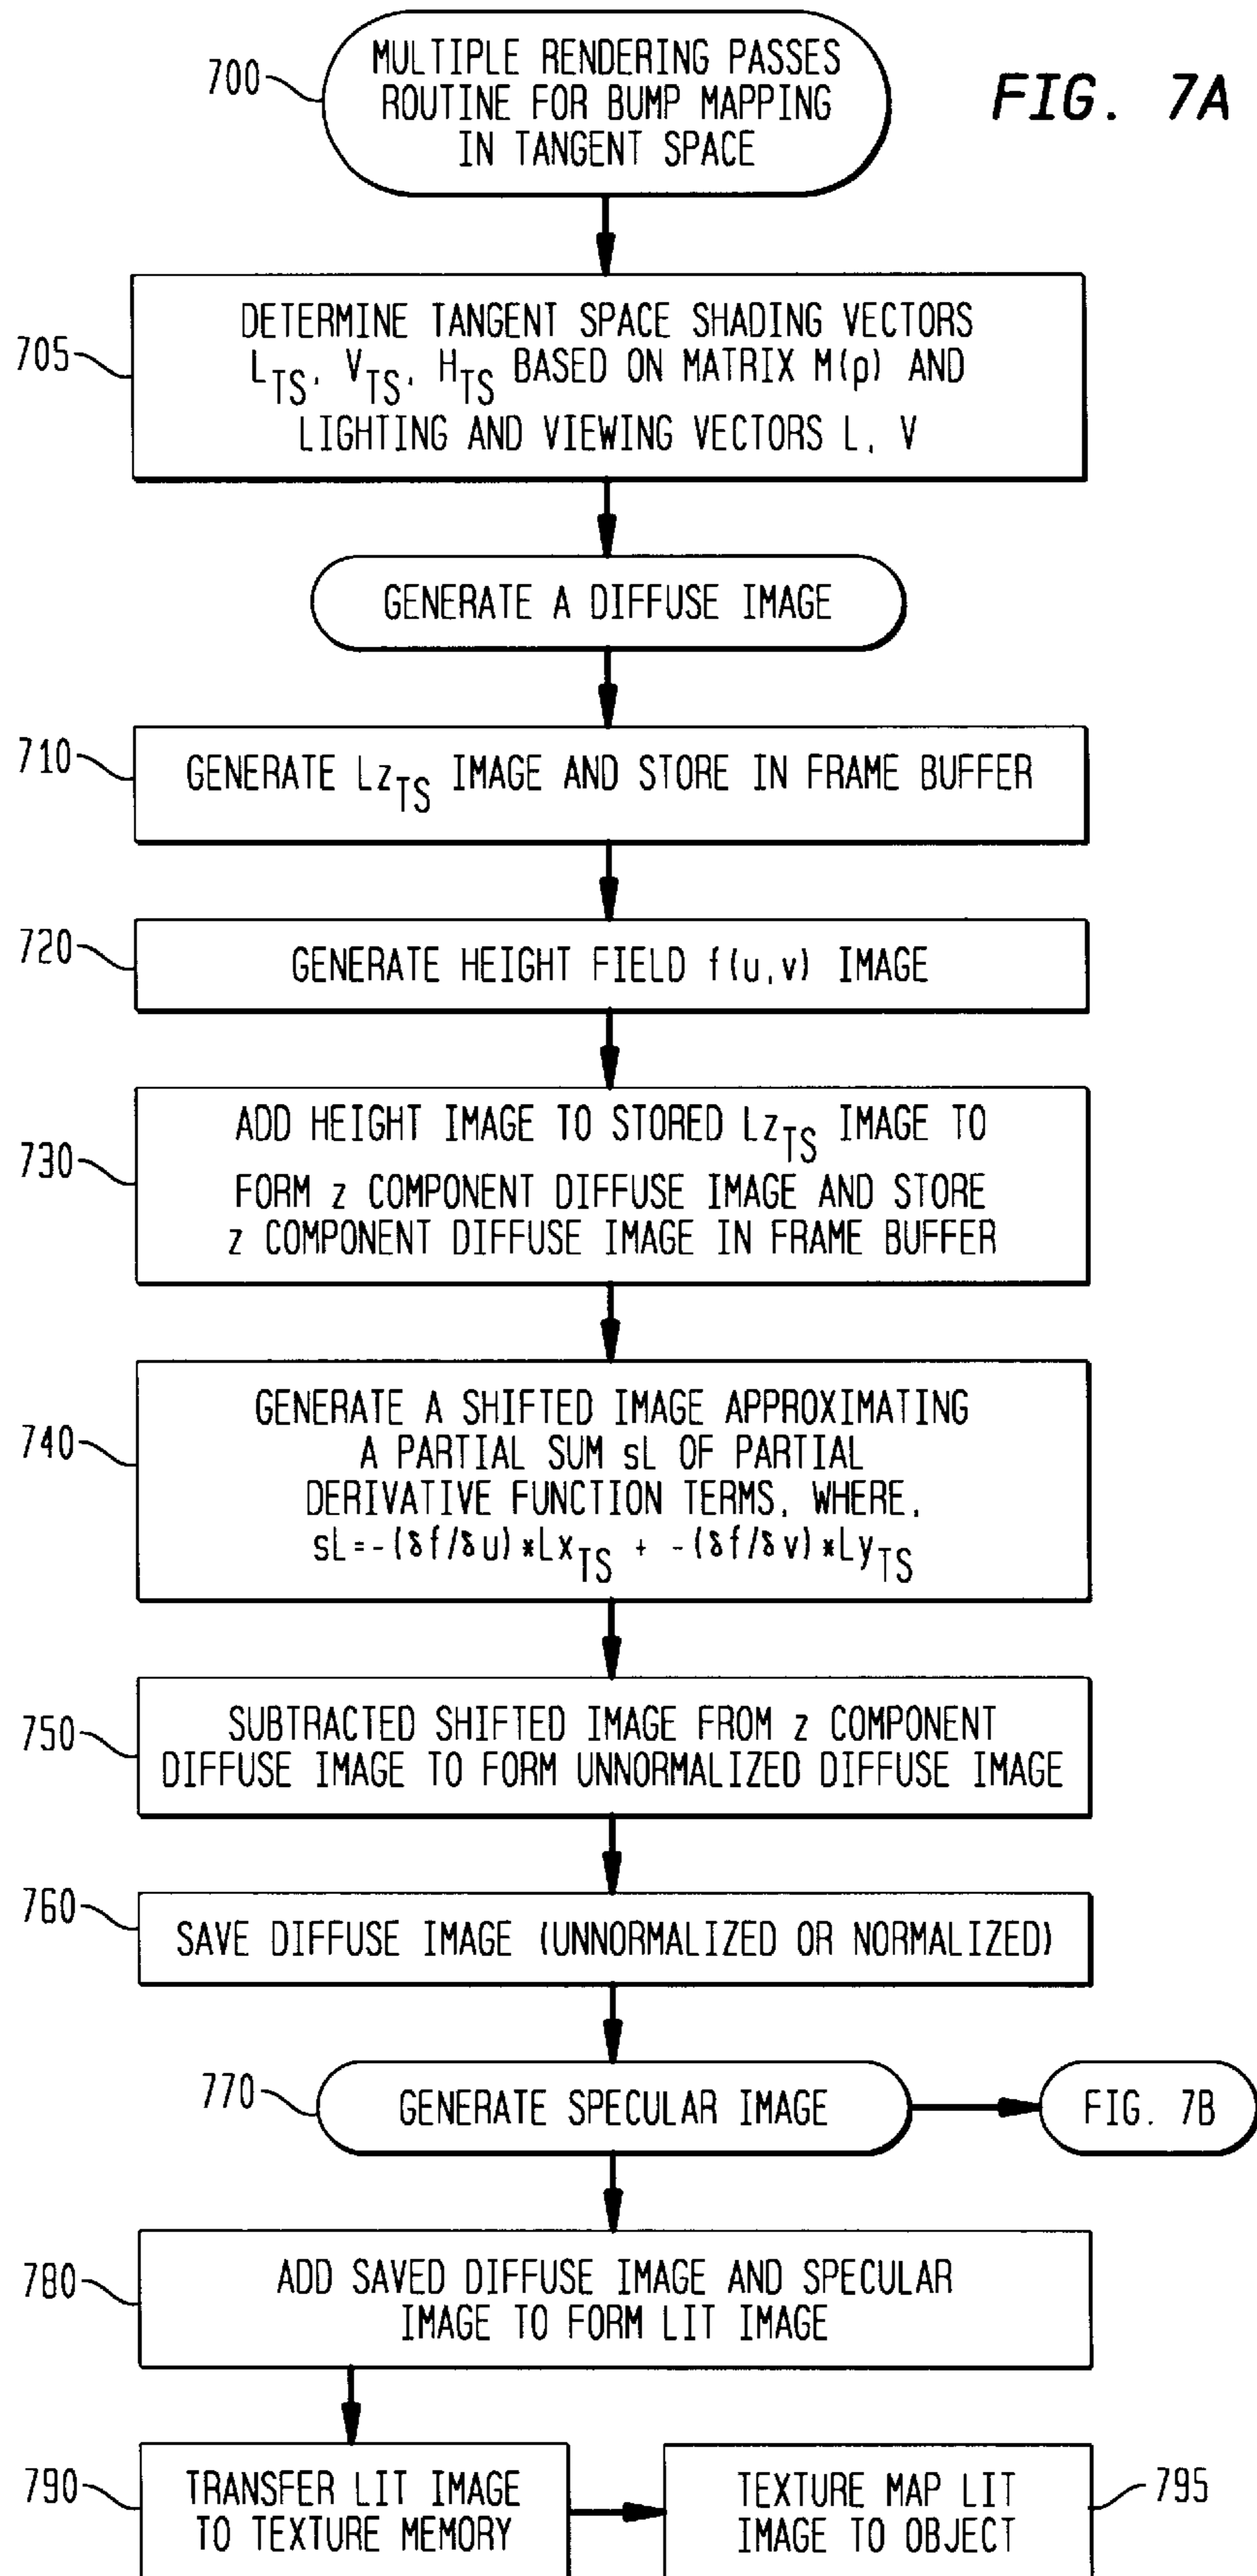 FIG. 7A
700
MULTIPLE RENDERING PASSES
ROUTINE FOR BUMP MAPPING
IN TANGENT SPACE
705
DETERMINE TANGENT SPACE SHADING VECTORS
L_TS, V_TS, H_TS BASED ON MATRIX M(p) AND
LIGHTING AND VIEWING VECTORS L, V
GENERATE A DIFFUSE IMAGE
710
GENERATE Lz_TS IMAGE AND STORE IN FRAME BUFFER
720
GENERATE HEIGHT FIELD f(u,v) IMAGE
730
ADD HEIGHT IMAGE TO STORED Lz_TS IMAGE TO
FORM z COMPONENT DIFFUSE IMAGE AND STORE
z COMPONENT DIFFUSE IMAGE IN FRAME BUFFER
740
GENERATE A SHIFTED IMAGE APPROXIMATING
A PARTIAL SUM sL OF PARTIAL
DERIVATIVE FUNCTION TERMS, WHERE,
sL=-(δf/δu)*Lx_TS + -(δf/δv)*Ly_TS
750
SUBTRACTED SHIFTED IMAGE FROM z COMPONENT
DIFFUSE IMAGE TO FORM UNNORMALIZED DIFFUSE IMAGE
760
SAVE DIFFUSE IMAGE (UNNORMALIZED OR NORMALIZED)
770
GENERATE SPECULAR IMAGE
FIG. 7B
780
ADD SAVED DIFFUSE IMAGE AND SPECULAR
IMAGE TO FORM LIT IMAGE
790
TRANSFER LIT IMAGE
TO TEXTURE MEMORY
TEXTURE MAP LIT
IMAGE TO OBJECT
795